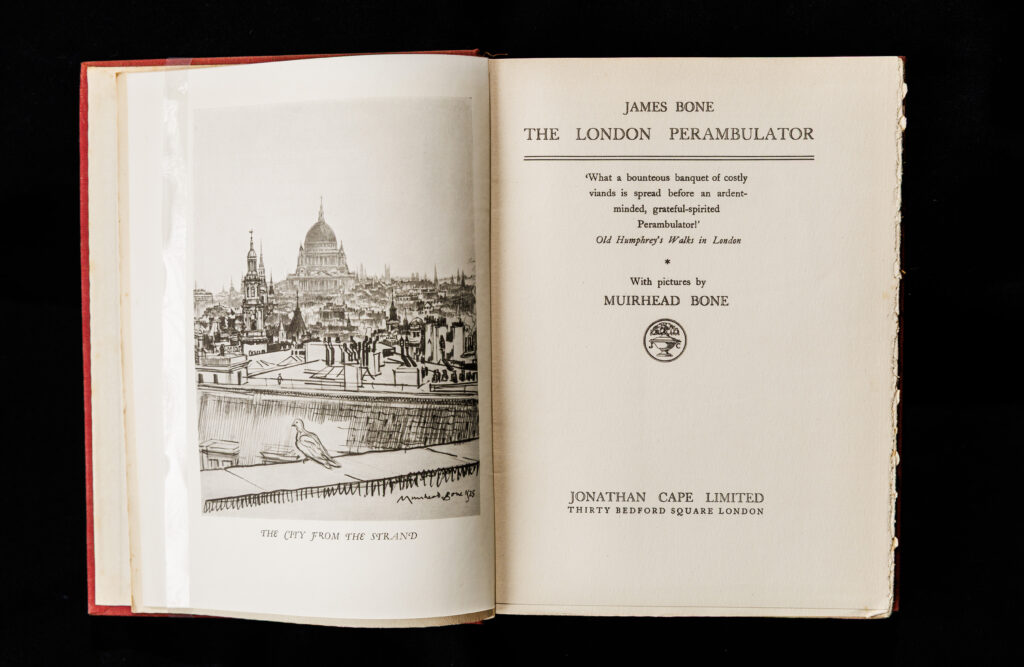 Muirhead Bone 1925
THE CITY FROM THE STRAND
JAMES BONE
THE LONDON PERAMBULATOR
‘What a bounteous banquet of costly
viands is spread before an ardent-
minded, grateful-spirited
Perambulator!’
Old Humphrey's Walks in London
*
With pictures by
MUIRHEAD BONE
J C
JONATHAN CAPE LIMITED
THIRTY BEDFORD SQUARE LONDON